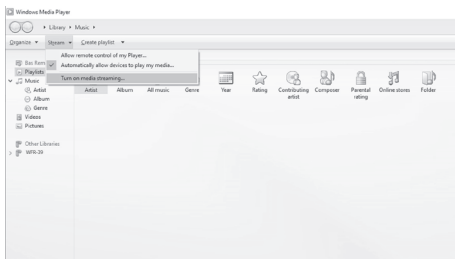 Windows Media Player
Library
Music
Organize
Stream
Create playlist
Allow remote control of my Player...
Automatically allow devices to play my media...
Turn on media streaming...
Playlists
Music
Artist
Album
Genre
Videos
Pictures
Other Libraries
Artist
Album
All music
Genre
Year
Rating
Contributing artist
Composer
Parental rating
Online stores
Folder